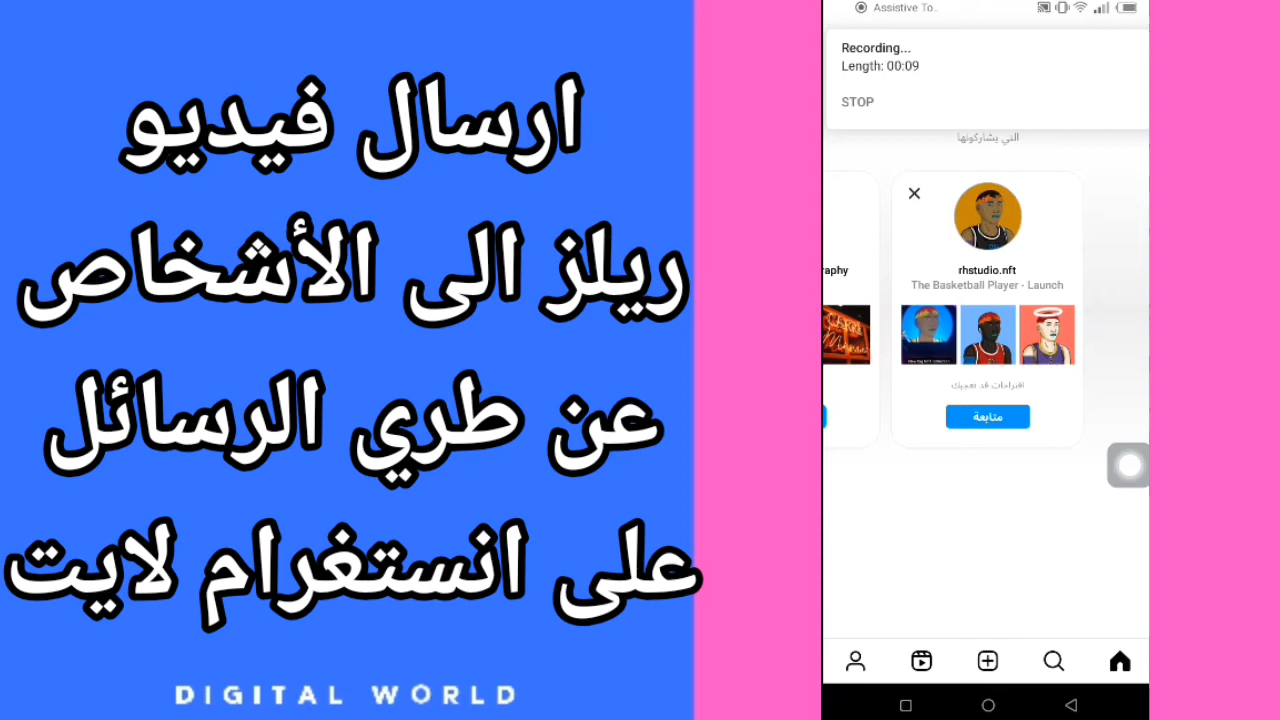 ارسال فيديو
ريلز الى الأشخاص
عن طري الرسائل
على انستغرام لايت
DIGITAL WORLD
Assistive To..
Recording...
Length: 00:09
STOP
التي يشاركونها
raphy
rhstudio.nft
The Basketball Player - Launch
اقتراحات قد تعجبك
متابعة